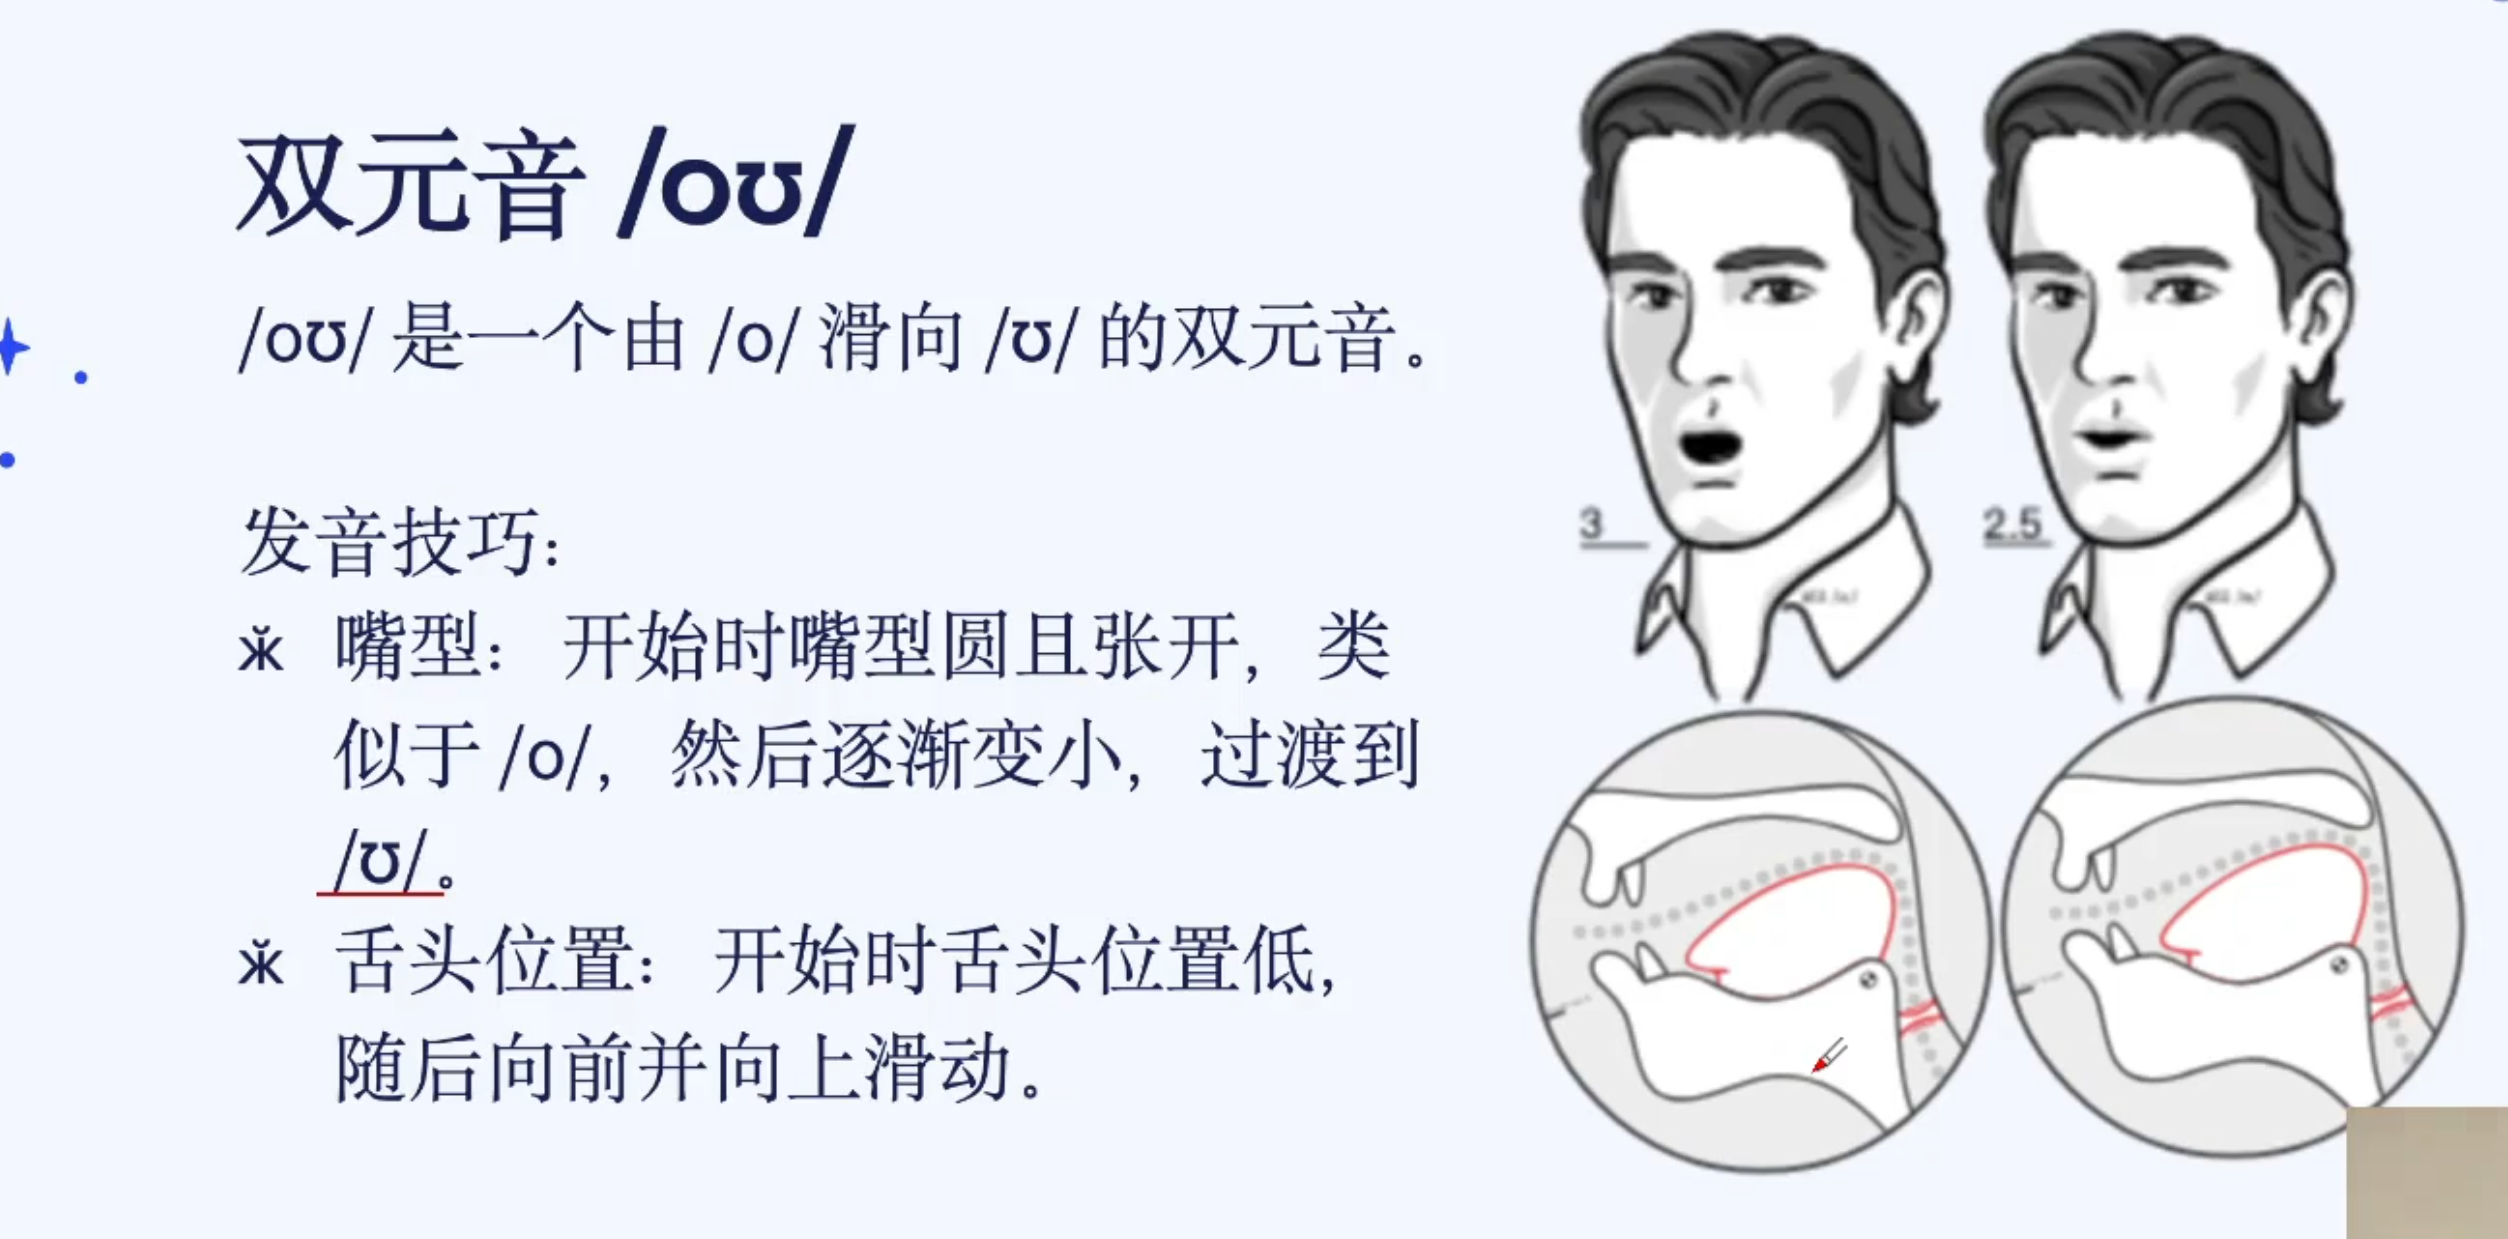 双元音 /oʊ/
/oʊ/ 是一个由 /o/ 滑向 /ʊ/ 的双元音。
发音技巧：
ӂ 嘴型： 开始时嘴型圆且张开， 类
似于 /o/， 然后逐渐变小， 过渡到
/ʊ/。
ӂ 舌头位置： 开始时舌头位置低，
随后向前并向上滑动。
3
2.5